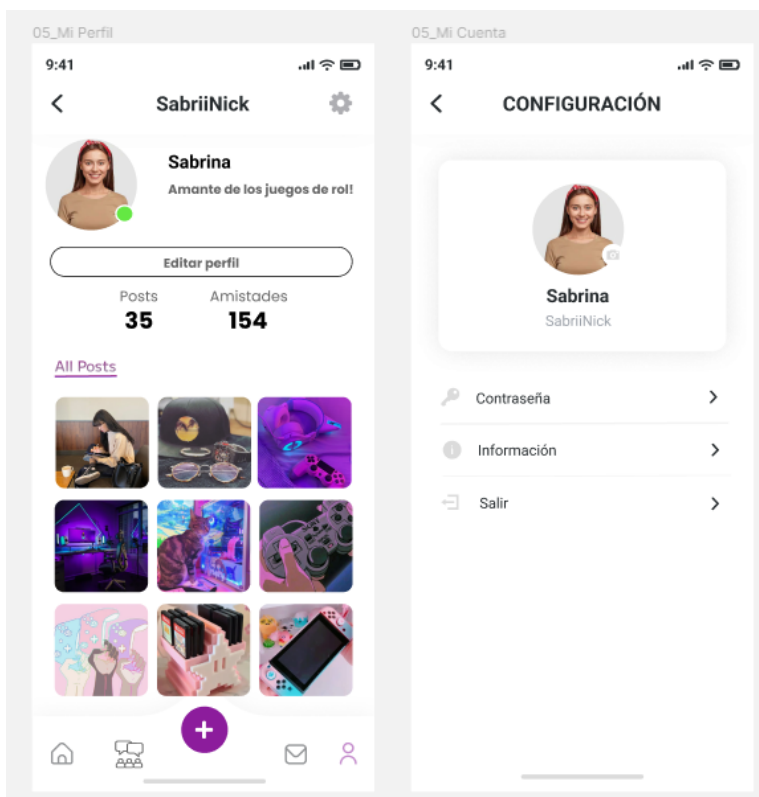 05_Mi Perfil
9:41
SabriiNick
Sabrina
Amante de los juegos de rol!
Editar perfil
Posts Amistades
35 154
All Posts
05_Mi Cuenta
9:41
CONFIGURACIÓN
Sabrina
SabriiNick
Contraseña
Información
Salir